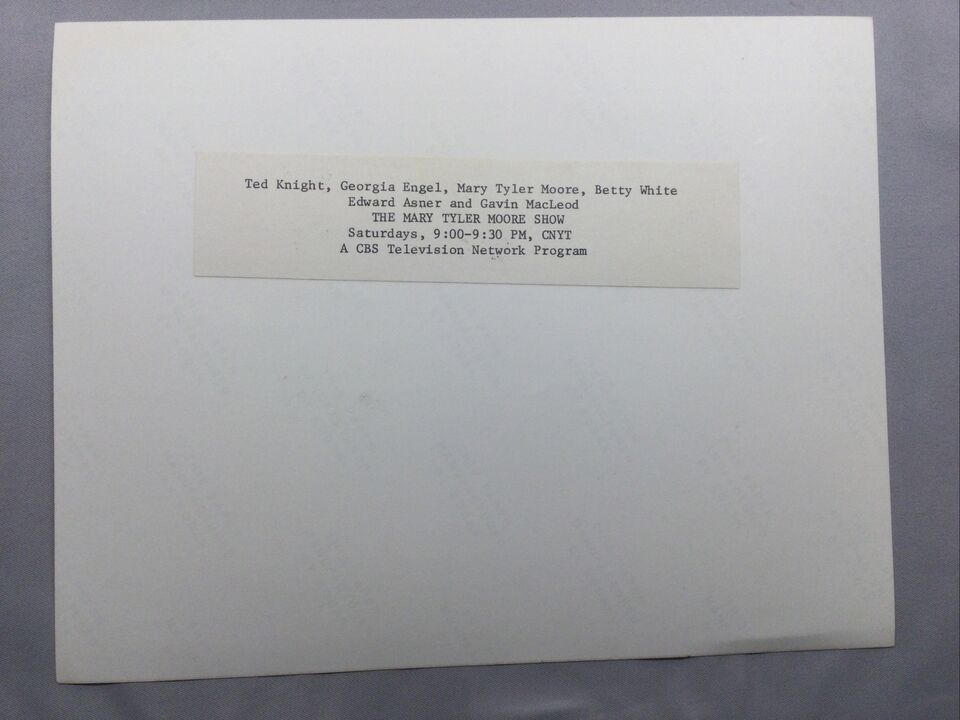 Ted Knight, Georgia Engel, Mary Tyler Moore, Betty White
Edward Asner and Gavin MacLeod
THE MARY TYLER MOORE SHOW
Saturdays, 9:00-9:30 PM, CNYT
A CBS Television Network Program